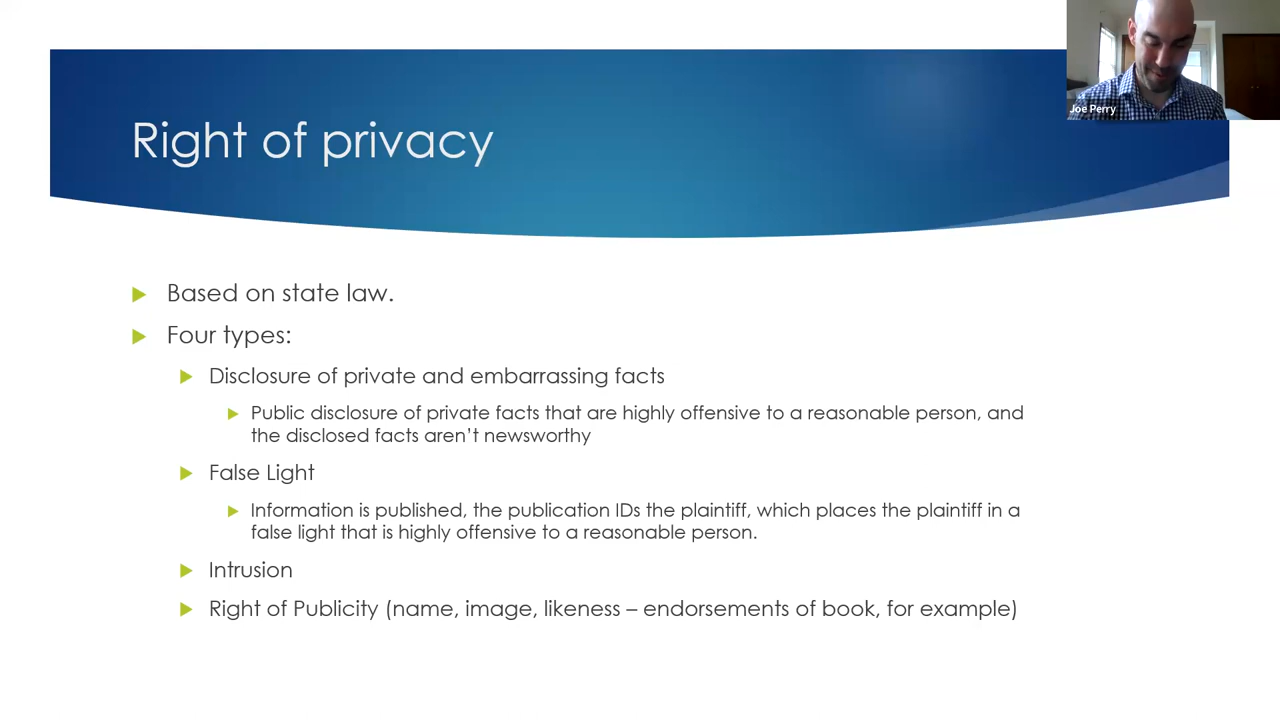 Joe Perry
Right of privacy
Based on state law.
Four types:
Disclosure of private and embarrassing facts
Public disclosure of private facts that are highly offensive to a reasonable person, and
the disclosed facts aren't newsworthy
False Light
Information is published, the publication IDs the plaintiff, which places the plaintiff in a
false light that is highly offensive to a reasonable person.
Intrusion
Right of Publicity (name, image, likeness – endorsements of book, for example)